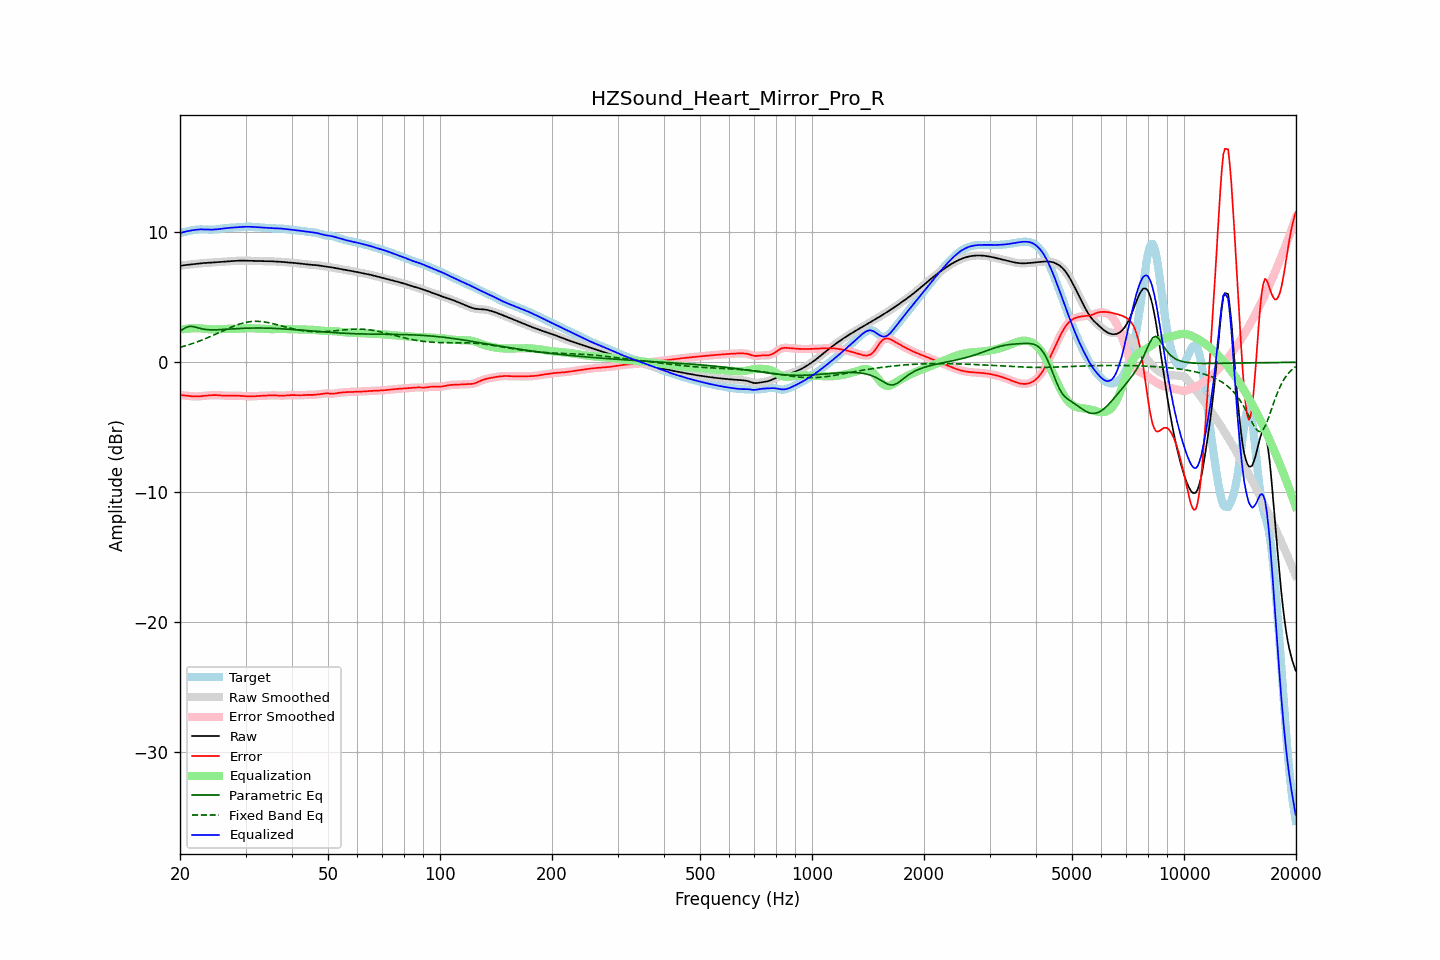 HZSound_Heart_Mirror_Pro_R
Amplitude (dBr)
10
0
−10
−20
−30
Target
Raw Smoothed
Error Smoothed
Raw
Error
Equalization
Parametric Eq
Fixed Band Eq
Equalized
20 50 100 200 500 1000 2000 5000 10000 20000
Frequency (Hz)